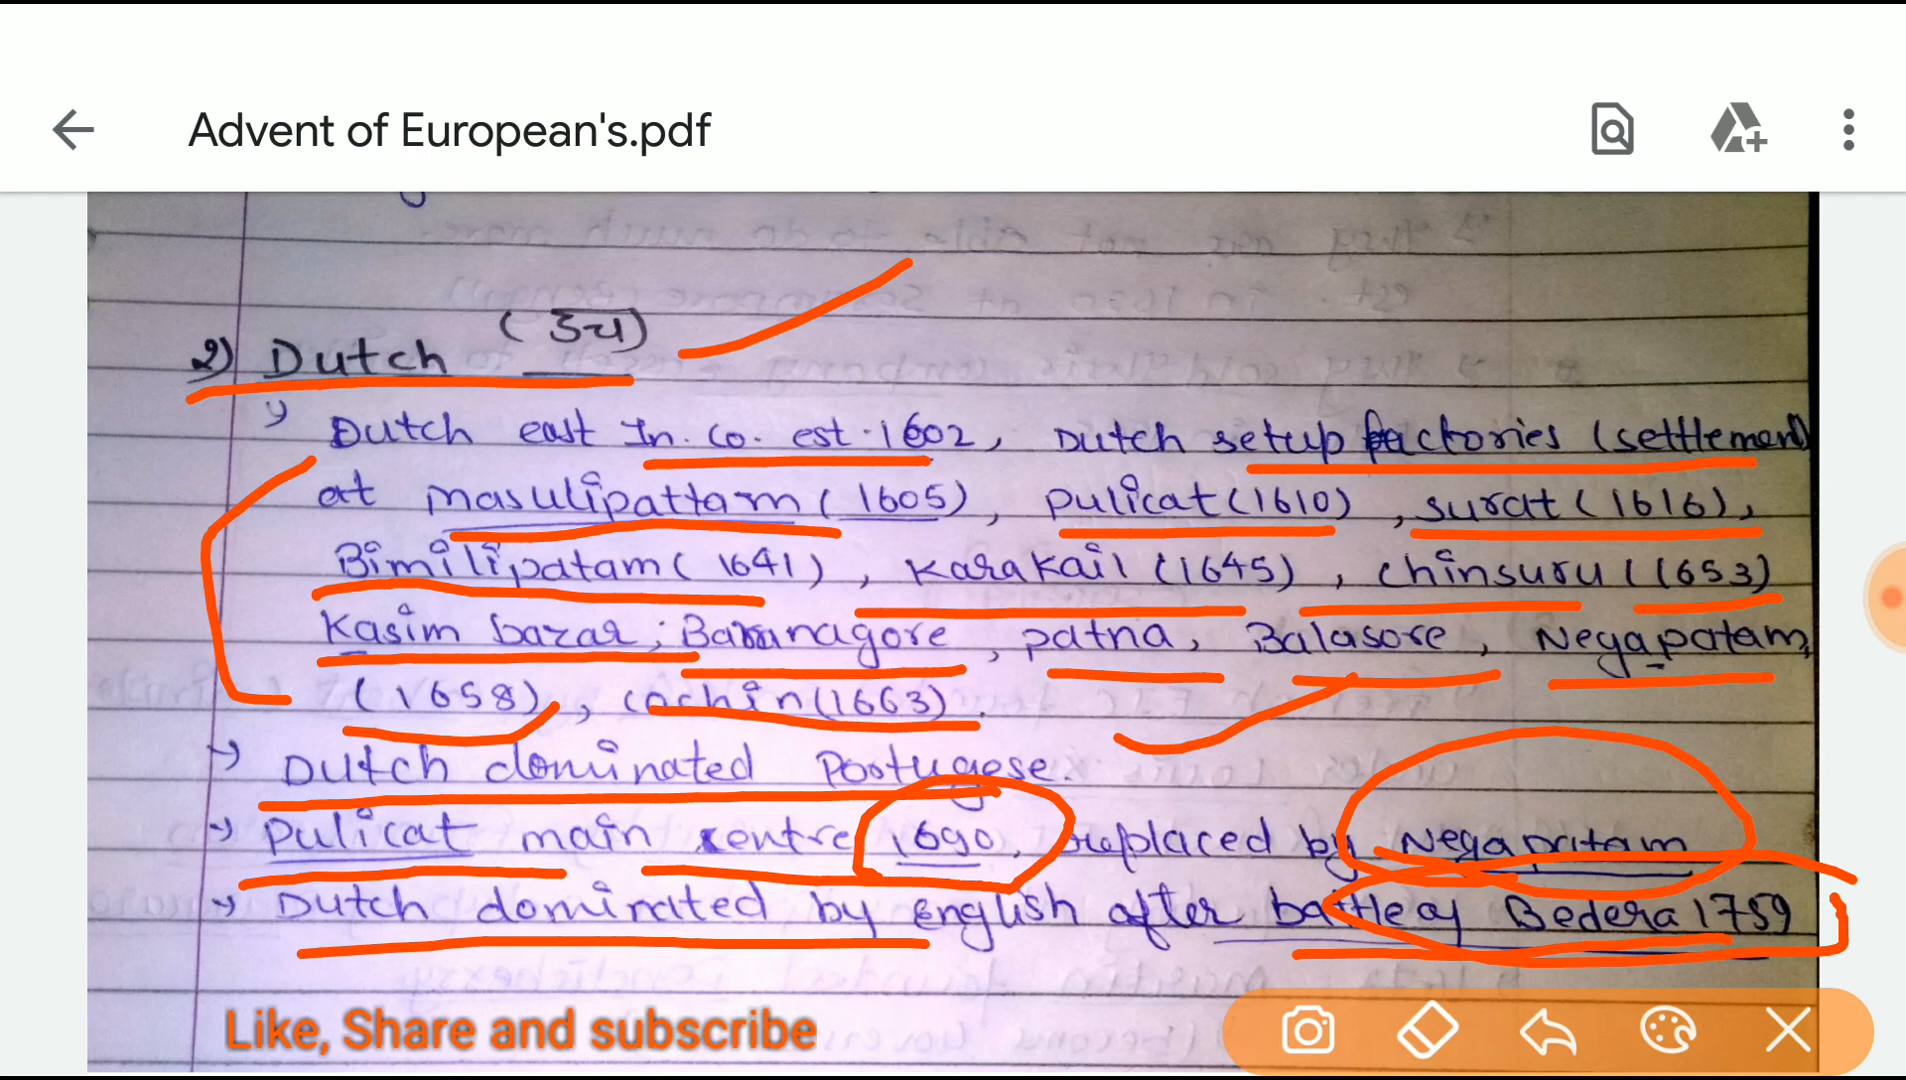 Advent of European's.pdf
2) Dutch (डच)
Dutch east In. Co. est. 1602, Dutch setup factories (settlement)
at masulipattam (1605), pulicat (1610), surat (1616),
Bimilipatam (1641), Karakail (1645), chinsuru (1653)
Kasim bazar; Baranagore, patna, Balasore, Negapatam,
(1658), cochin (1663).
→ Dutch dominated Portugese.
→ Pulicat main centre 1690, replaced by Negapatam
→ Dutch dominated by english after battle of Bedera 1759
Like, Share and subscribe